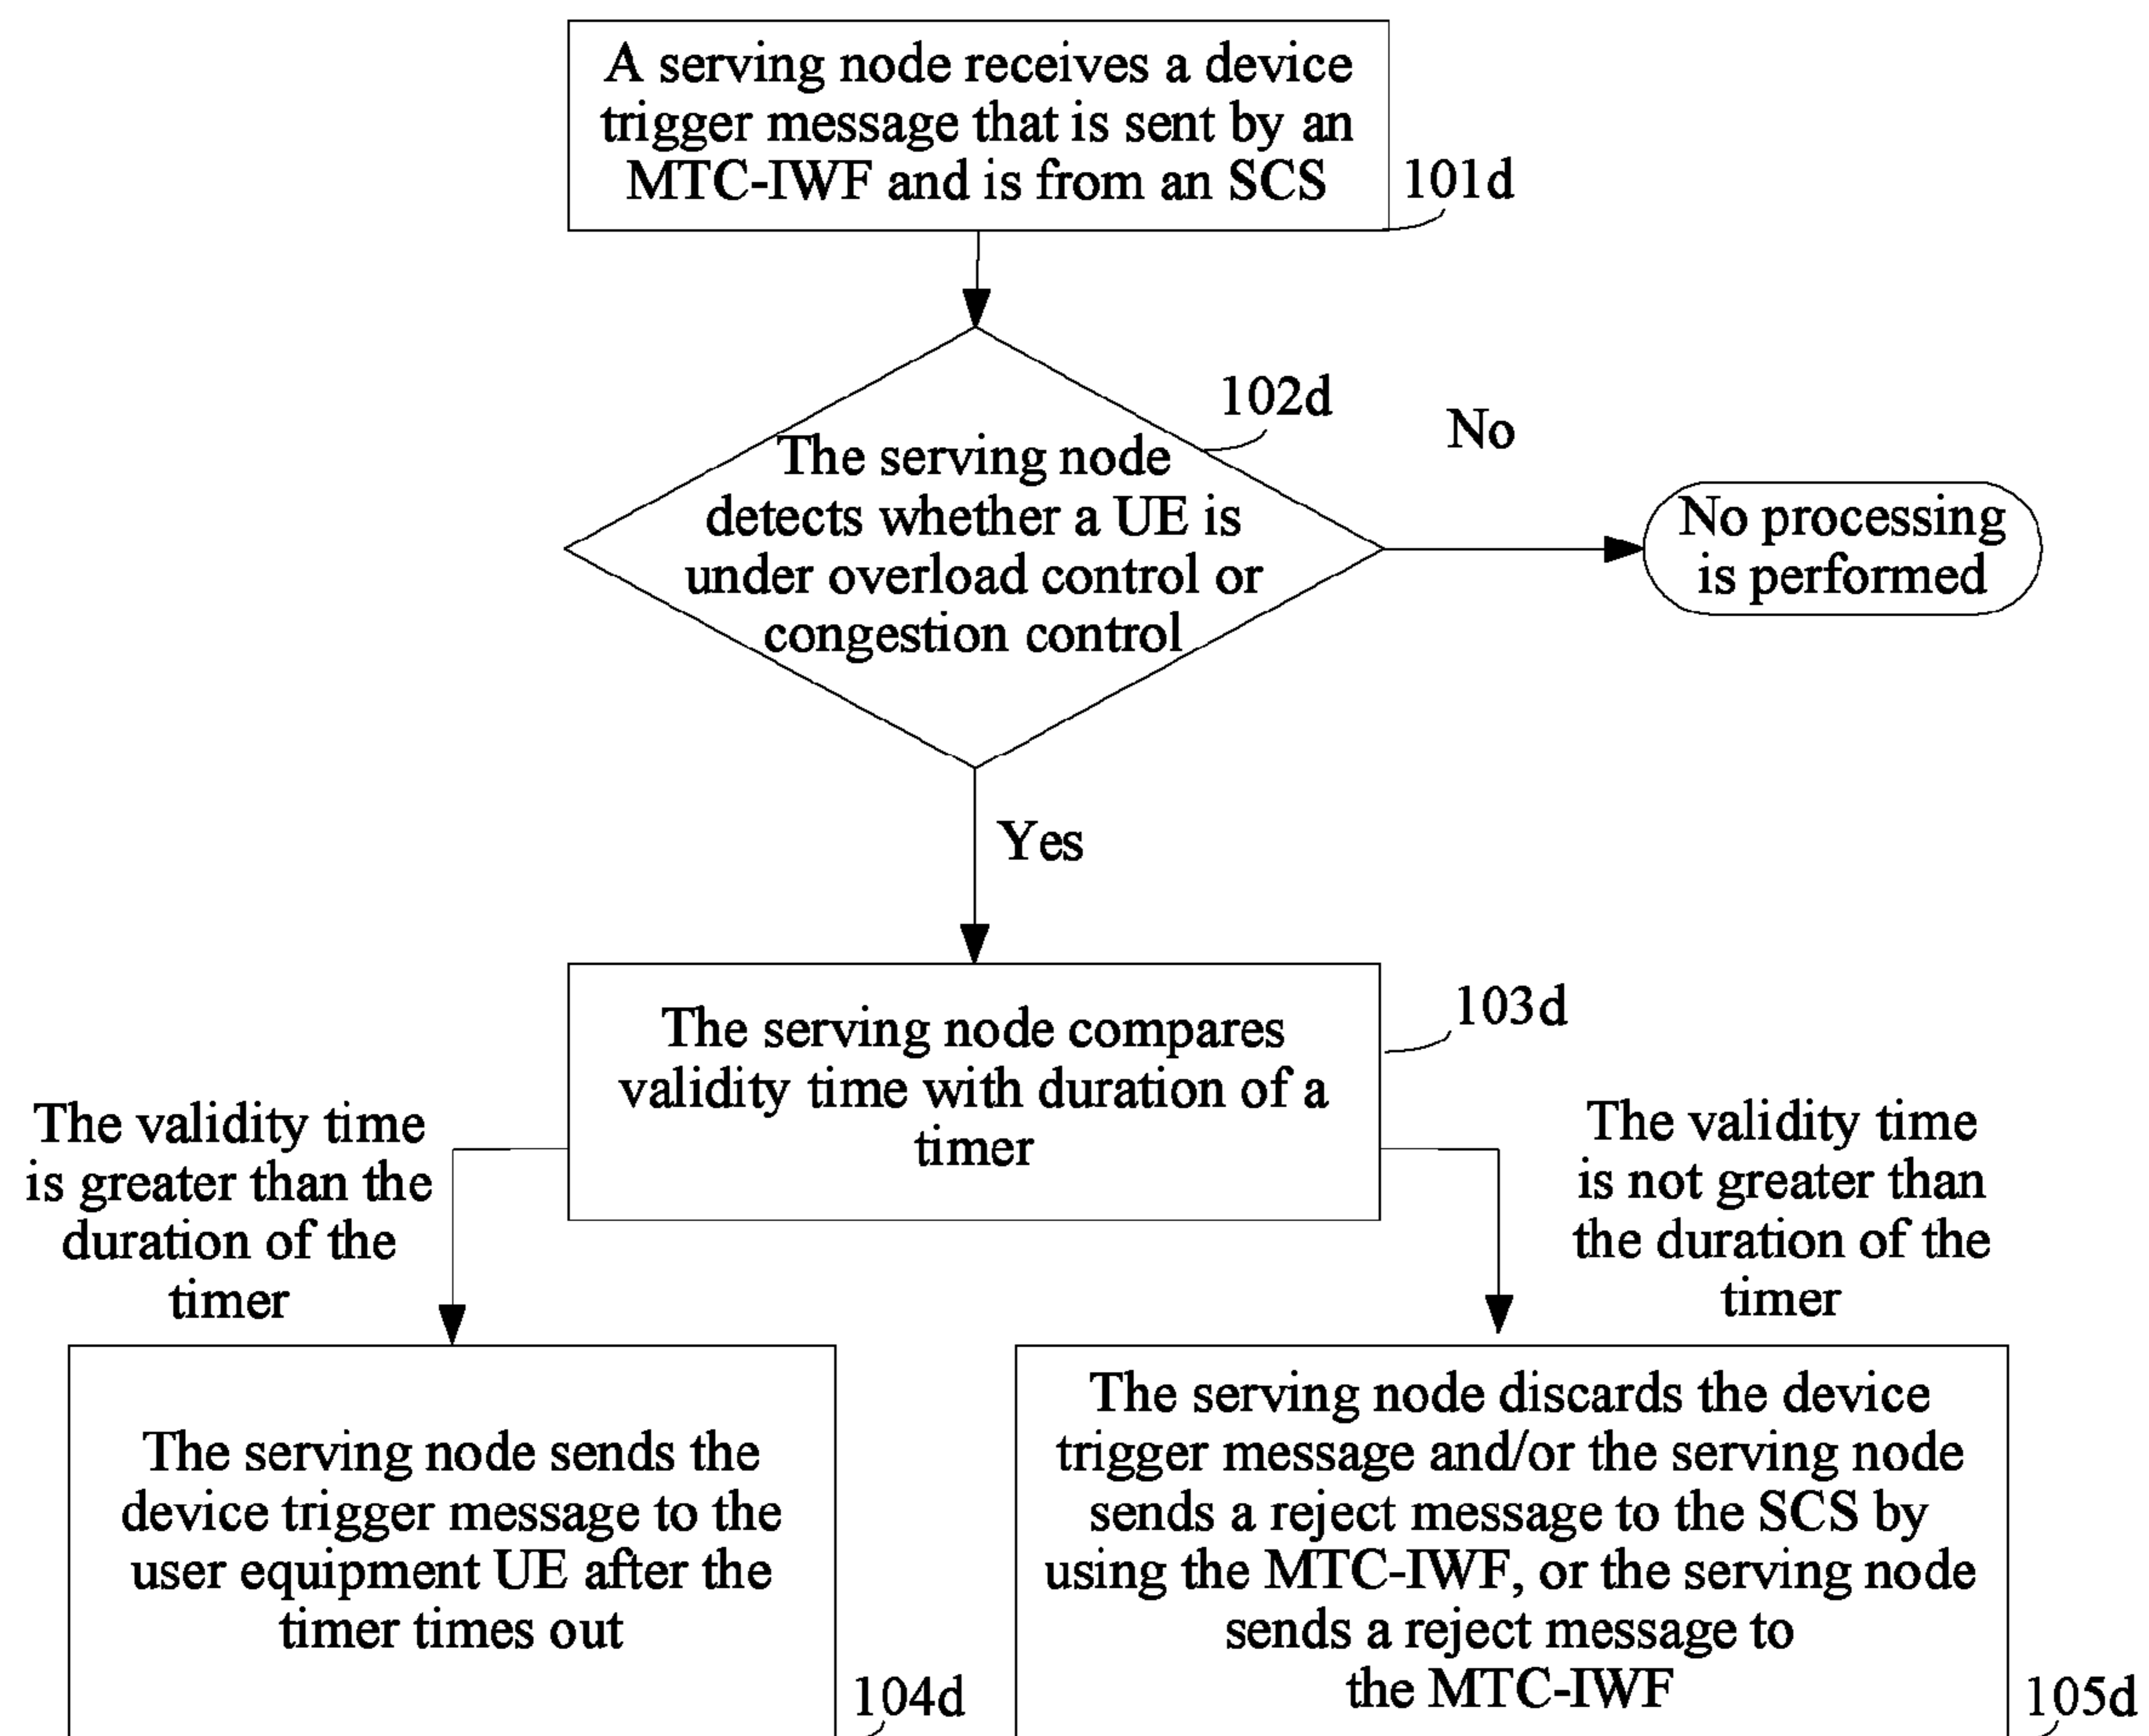 A serving node receives a device
trigger message that is sent by an
MTC-IWF and is from an SCS
101d
102d
No
The serving node
detects whether a UE is
under overload control or
congestion control
No processing
is performed
Yes
103d
The serving node compares
validity time with duration of a
timer
The validity time
is greater than the
duration of the
timer
The validity time
is not greater than
the duration of the
timer
The serving node sends the
device trigger message to the
user equipment UE after the
timer times out
104d
The serving node discards the device
trigger message and/or the serving node
sends a reject message to the SCS by
using the MTC-IWF, or the serving node
sends a reject message to
the MTC-IWF
105d